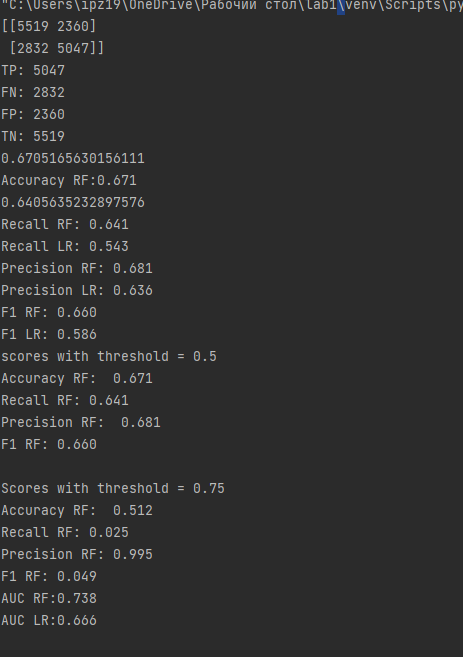 "C:\Users\ipz19\OneDrive\Рабочий стол\lab1\venv\Scripts\py
[[5519 2360]
 [2832 5047]]
TP: 5047
FN: 2832
FP: 2360
TN: 5519
0.6705165630156111
Accuracy RF:0.671
0.6405635232897576
Recall RF: 0.641
Recall LR: 0.543
Precision RF: 0.681
Precision LR: 0.636
F1 RF: 0.660
F1 LR: 0.586
scores with threshold = 0.5
Accuracy RF:  0.671
Recall RF: 0.641
Precision RF:  0.681
F1 RF: 0.660

Scores with threshold = 0.75
Accuracy RF:  0.512
Recall RF: 0.025
Precision RF: 0.995
F1 RF: 0.049
AUC RF:0.738
AUC LR:0.666